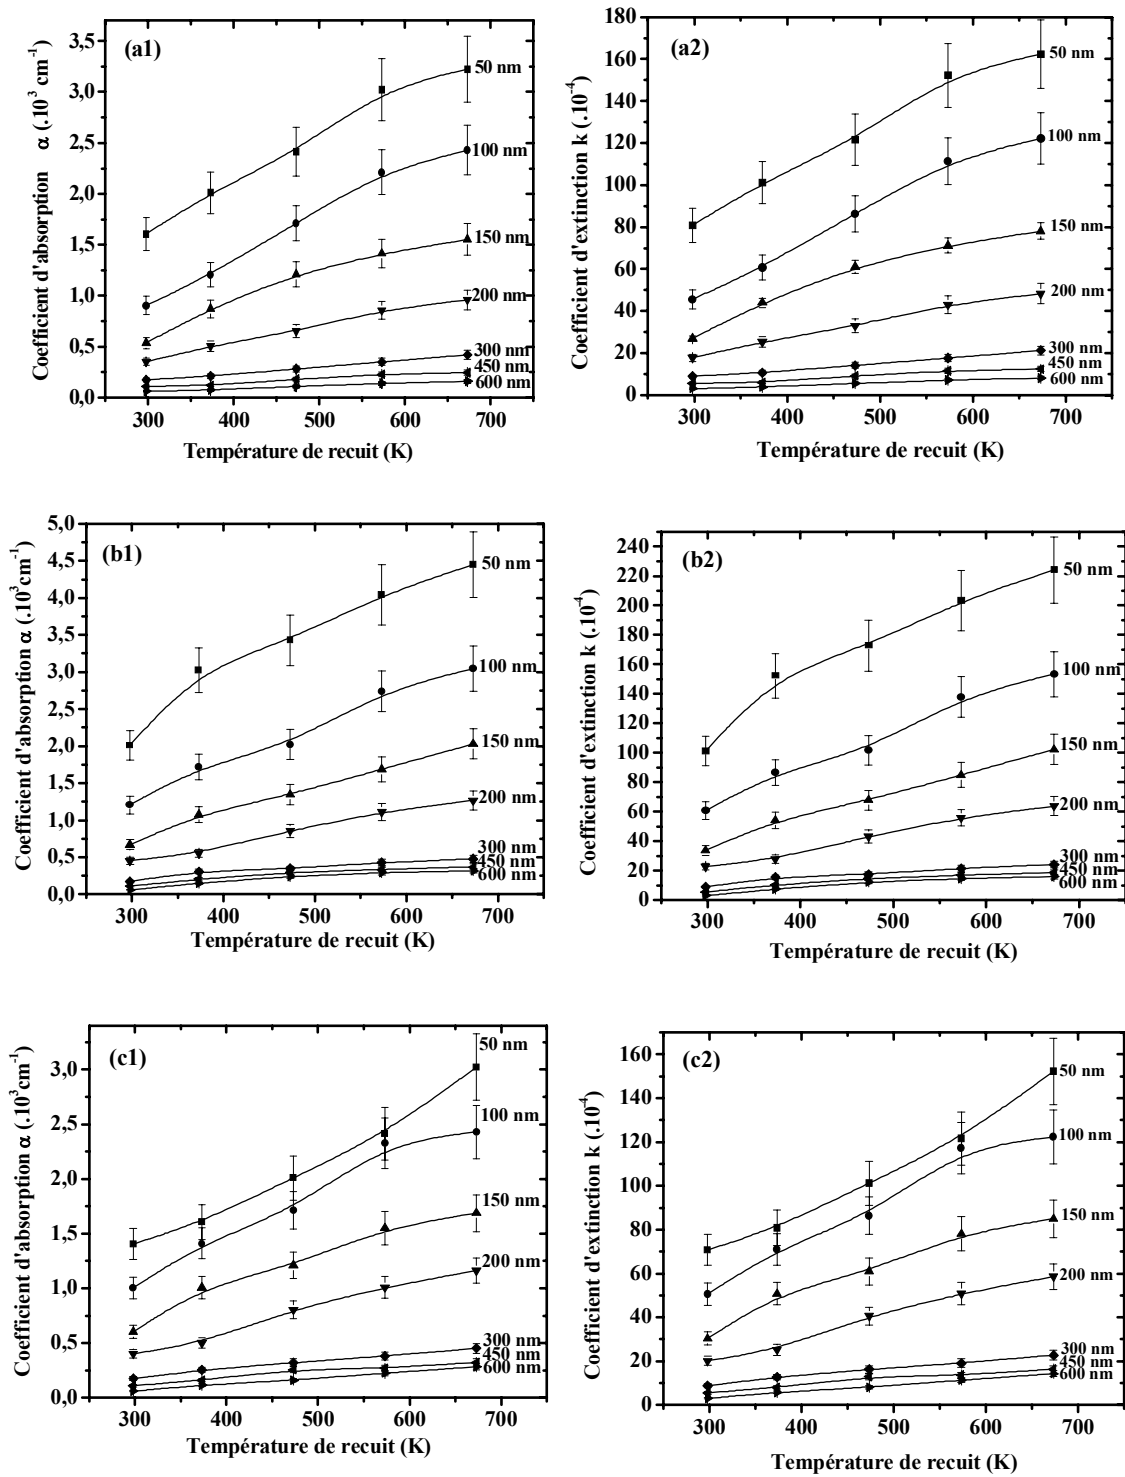 (a1)
Coefficient d'absorption α (.10³ cm⁻¹)
3,5
3,0
2,5
2,0
1,5
1,0
0,5
0,0
50 nm
100 nm
150 nm
200 nm
300 nm
450 nm
600 nm
300 400 500 600 700
Température de recuit (K)
(a2)
Coefficient d'extinction k (.10⁻⁴)
180
160
140
120
100
80
60
40
20
0
50 nm
100 nm
150 nm
200 nm
300 nm
450 nm
600 nm
300 400 500 600 700
Température de recuit (K)
(b1)
Coefficient d'absorption α (.10³cm⁻¹)
5,0
4,5
4,0
3,5
3,0
2,5
2,0
1,5
1,0
0,5
0,0
50 nm
100 nm
150 nm
200 nm
300 nm
450 nm
600 nm
300 400 500 600 700
Température de recuit (K)
(b2)
Coefficient d'extinction k (.10⁻⁴)
240
220
200
180
160
140
120
100
80
60
40
20
0
50 nm
100 nm
150 nm
200 nm
300 nm
450 nm
600 nm
300 400 500 600 700
Température de recuit (K)
(c1)
Coefficient d'absorption α (.10³cm⁻¹)
3,0
2,5
2,0
1,5
1,0
0,5
0,0
50 nm
100 nm
150 nm
200 nm
300 nm
450 nm
600 nm
300 400 500 600 700
Température de recuit (K)
(c2)
Coefficient d'extinction k (.10⁻⁴)
160
140
120
100
80
60
40
20
0
50 nm
100 nm
150 nm
200 nm
300 nm
450 nm
600 nm
300 400 500 600 700
Température de recuit (K)